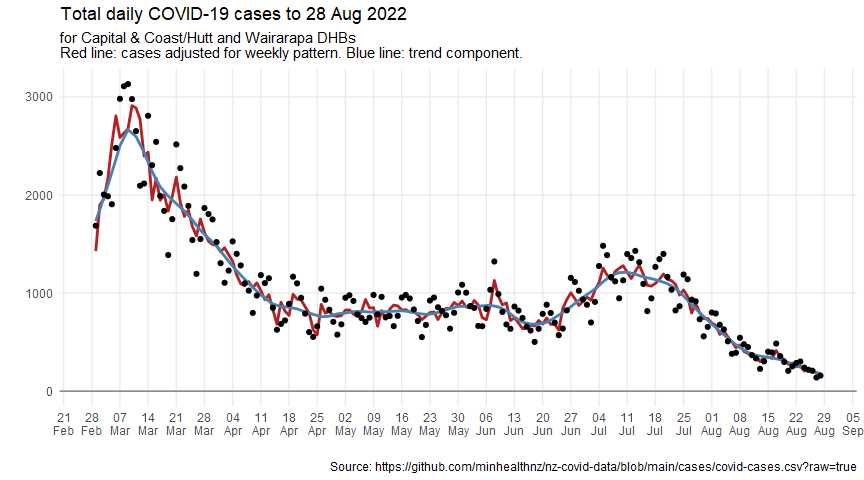 Total daily COVID-19 cases to 28 Aug 2022
for Capital & Coast/Hutt and Wairarapa DHBs
Red line: cases adjusted for weekly pattern. Blue line: trend component.
3000
2000
1000
0
21 28 07 14 21 28 04 11 18 25 02 09 16 23 30 06 13 20 27 04 11 18 25 01 08 15 22 29 05
Feb Feb Mar Mar Mar Mar Apr Apr Apr Apr May May May May May Jun Jun Jun Jun Jul Jul Jul Jul Aug Aug Aug Aug Aug Sep
Source: https://github.com/minhealthnz/nz-covid-data/blob/main/cases/covid-cases.csv?raw=true